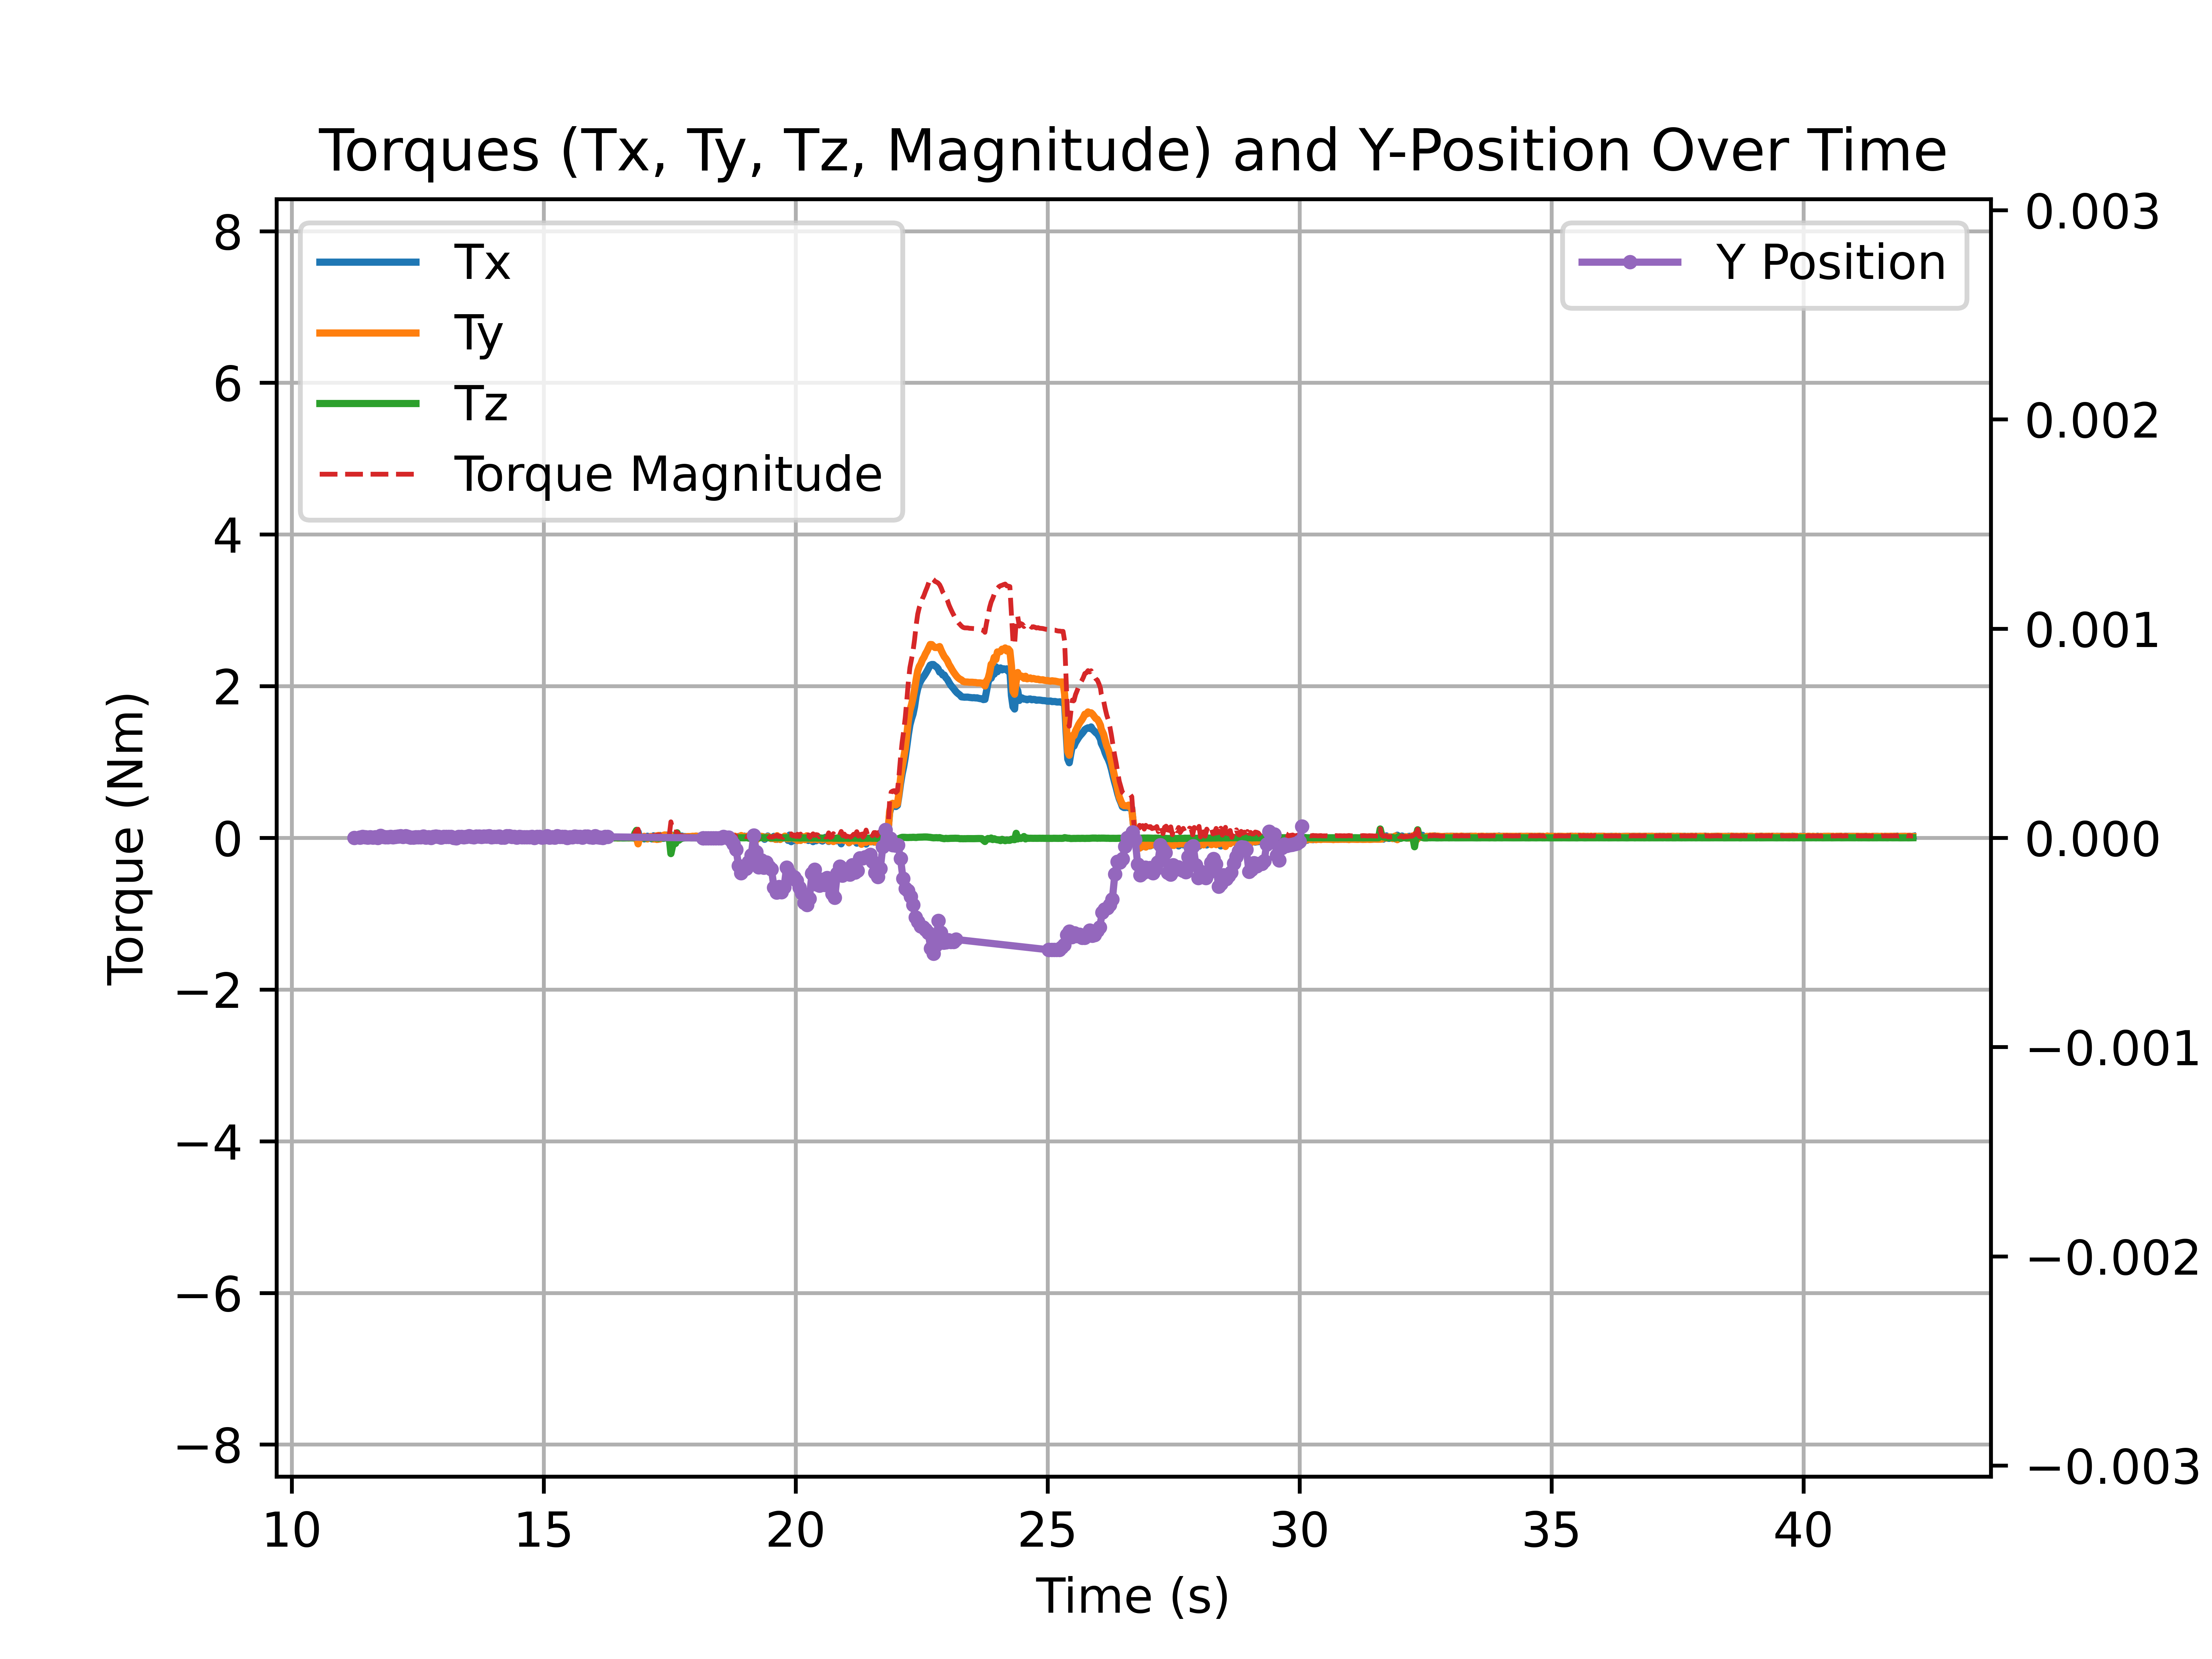 Torques (Tx, Ty, Tz, Magnitude) and Y-Position Over Time
Tx
Ty
Tz
Torque Magnitude
Y Position
Torque (Nm)
8
6
4
2
0
−2
−4
−6
−8
0.003
0.002
0.001
0.000
−0.001
−0.002
−0.003
10 15 20 25 30 35 40
Time (s)